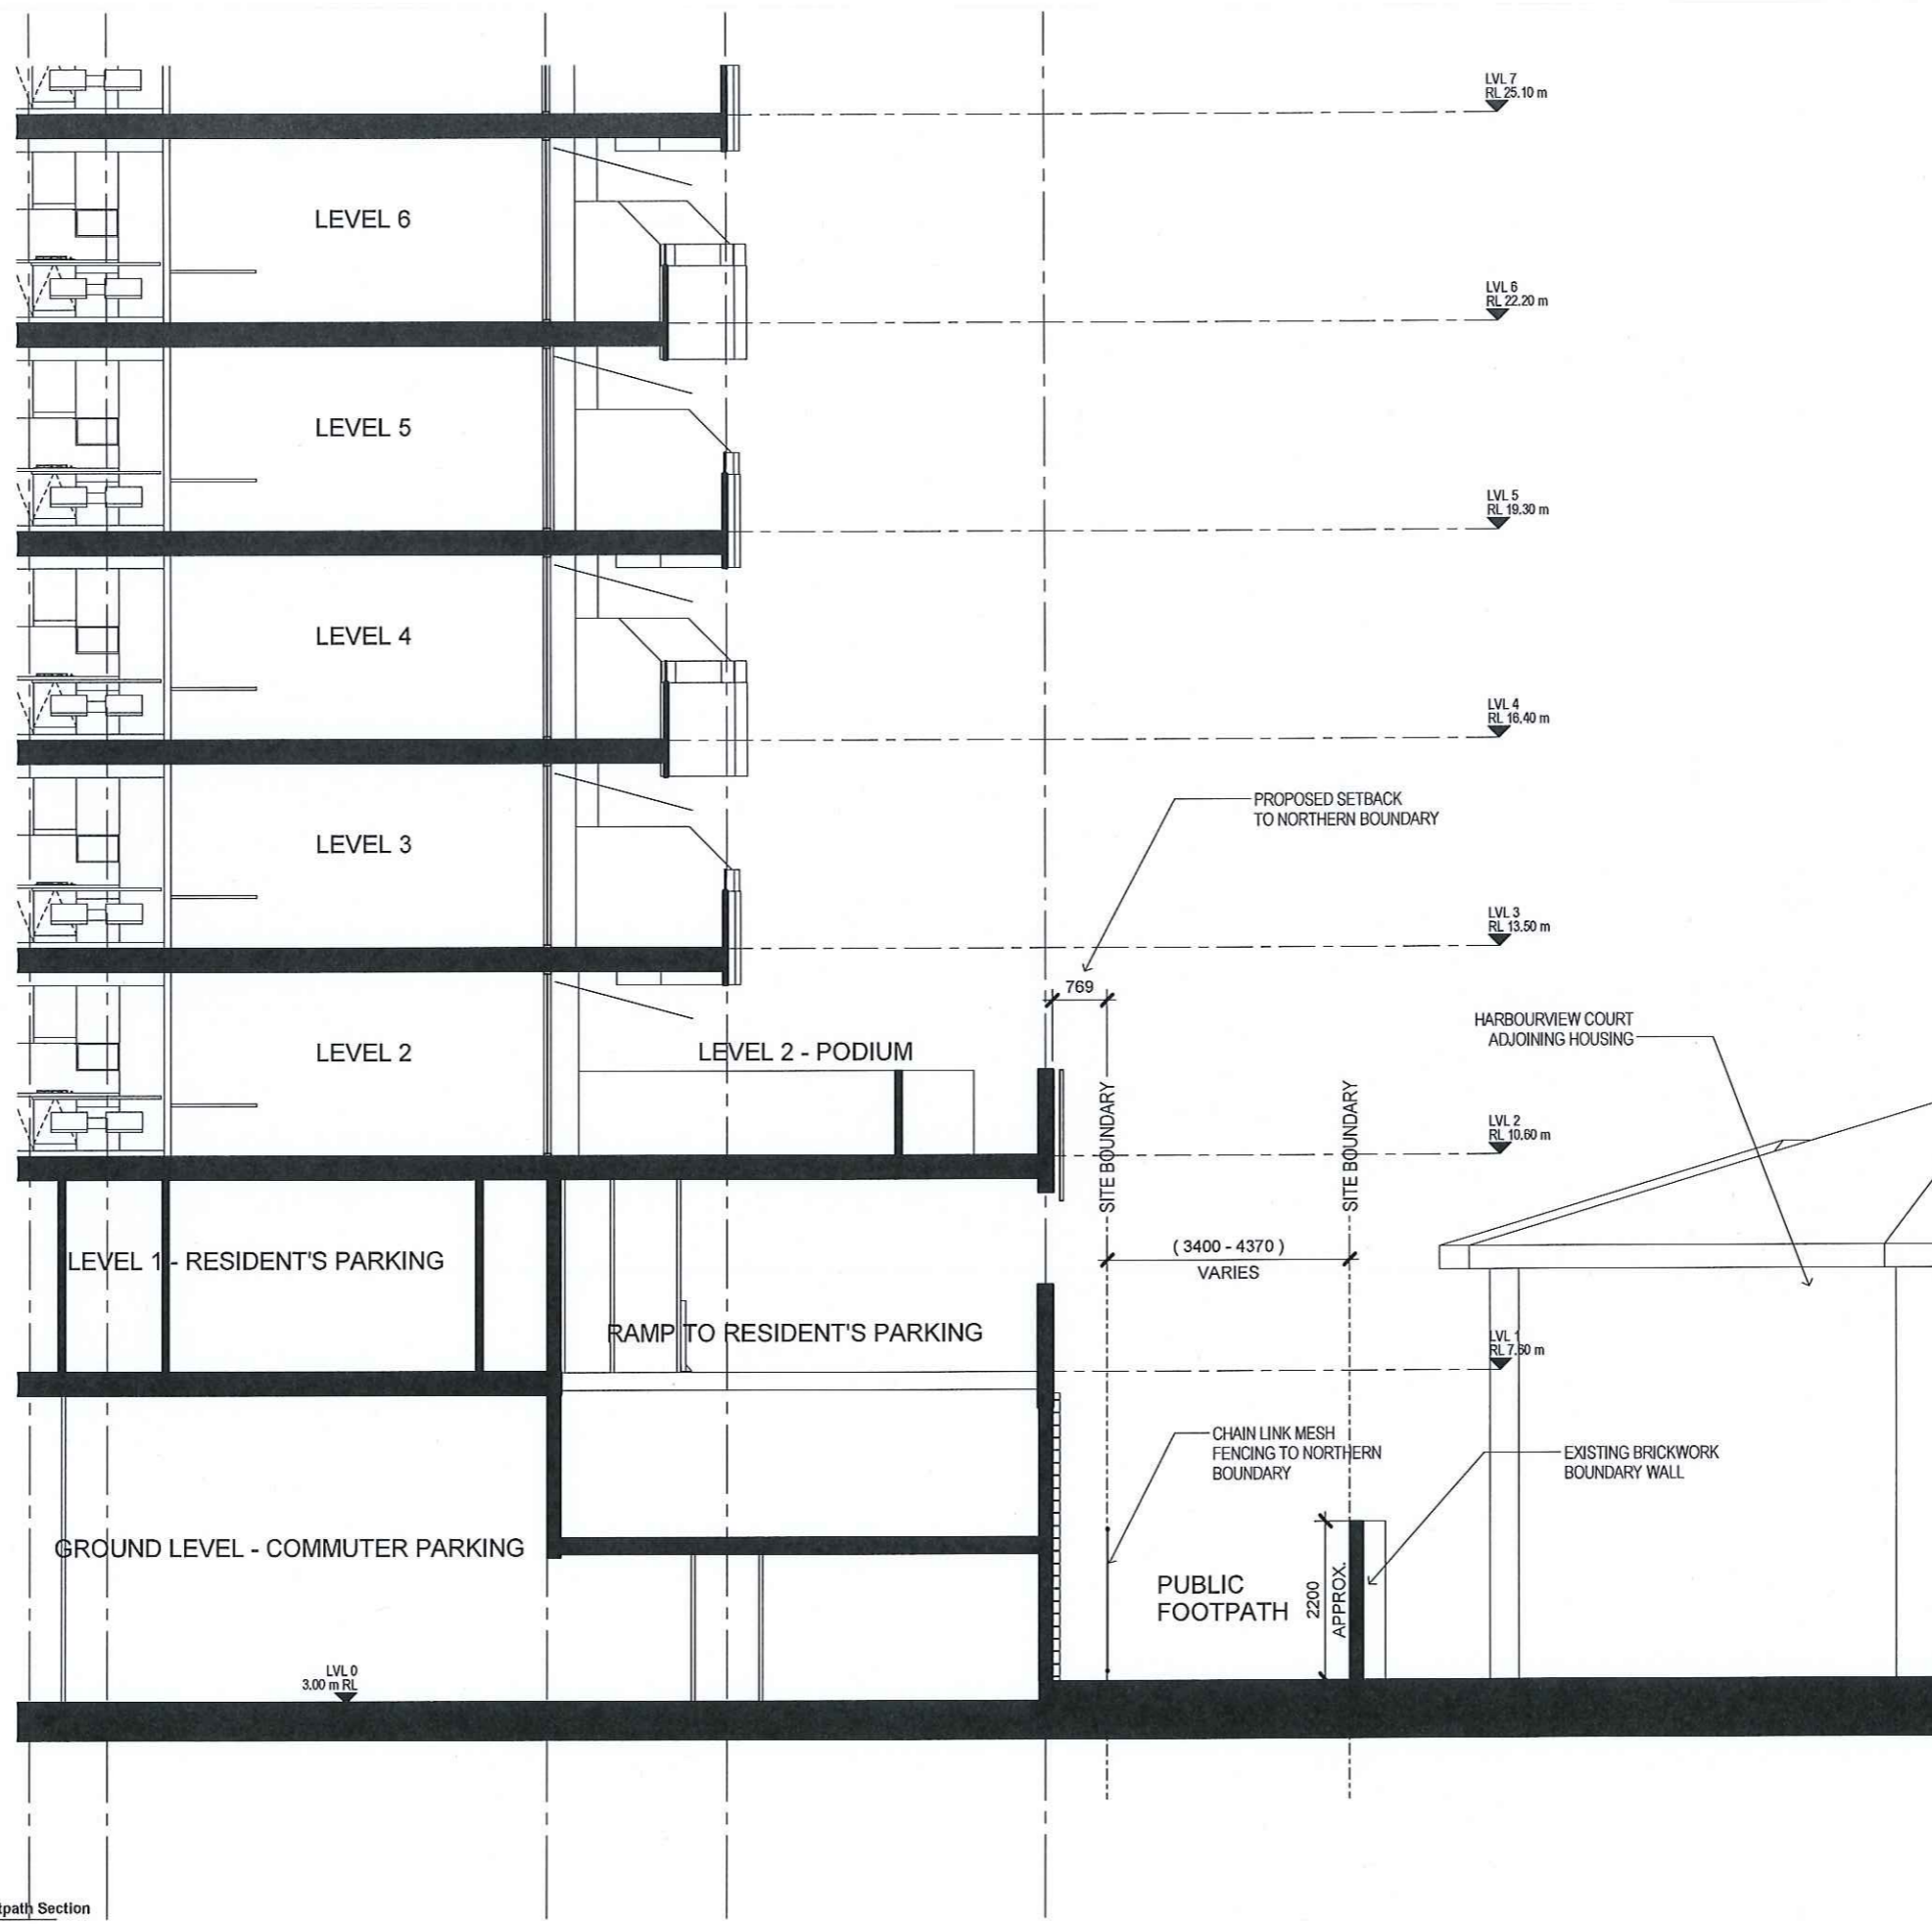 LVL 7
RL 25.10 m
LEVEL 6
LVL 6
RL 22.20 m
LEVEL 5
LVL 5
RL 19.30 m
LEVEL 4
LVL 4
RL 16.40 m
PROPOSED SETBACK
TO NORTHERN BOUNDARY
LEVEL 3
LVL 3
RL 13.50 m
769
HARBOURVIEW COURT
ADJOINING HOUSING
LEVEL 2
LEVEL 2 - PODIUM
SITE BOUNDARY
SITE BOUNDARY
LVL 2
RL 10.60 m
LEVEL 1 - RESIDENT'S PARKING
( 3400 - 4370 )
VARIES
RAMP TO RESIDENT'S PARKING
LVL 1
RL 7.60 m
CHAIN LINK MESH
FENCING TO NORTHERN
BOUNDARY
EXISTING BRICKWORK
BOUNDARY WALL
GROUND LEVEL - COMMUTER PARKING
PUBLIC
FOOTPATH
2200
APPROX.
LVL 0
3.00 m RL
Section